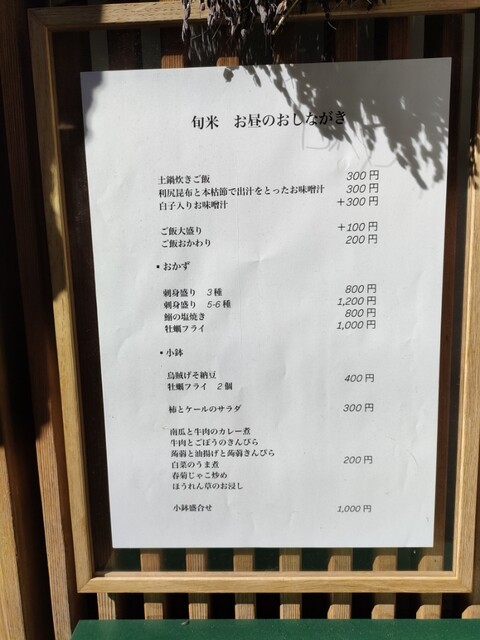 旬米　お昼のおしながき
土鍋炊きご飯　300円
利尻昆布と本枯節で出汁をとったお味噌汁　300円
白子入りお味噌汁　+300円
ご飯大盛り　+100円
ご飯おかわり　200円
・おかず
刺身盛り　3種　800円
刺身盛り　5-6種　1,200円
鰤の塩焼き　800円
牡蠣フライ　1,000円
・小鉢
烏賊げそ納豆
牡蠣フライ　2個　400円
柿とケールのサラダ　300円
南瓜と牛肉のカレー煮
牛肉とごぼうのきんぴら
蒟蒻と油揚げと蒟蒻きんぴら
白菜のうま煮　200円
春菊じゃこ炒め
ほうれん草のお浸し
小鉢盛合せ　1,000円